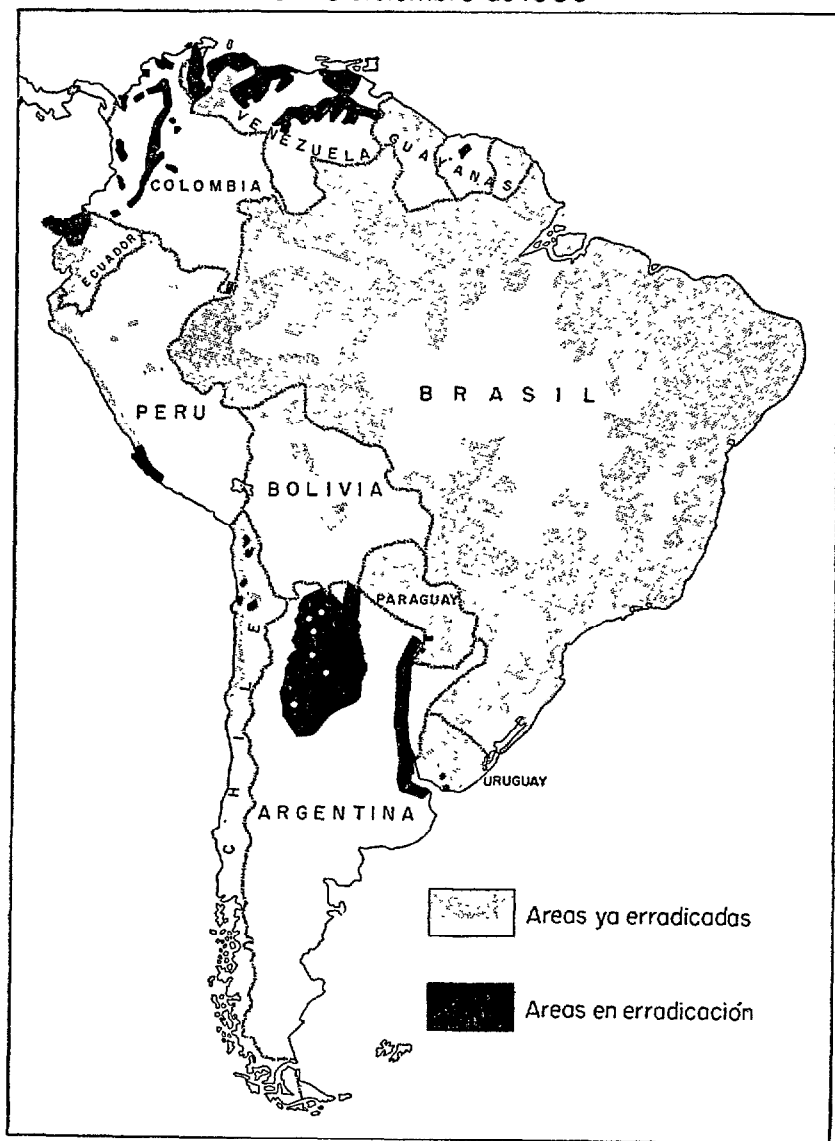 VENEZUELA
GUAYANAS
COLOMBIA
ECUADOR
BRASIL
PERU
BOLIVIA
PARAGUAY
CHILE
URUGUAY
ARGENTINA
Areas ya erradicadas
Areas en erradicación